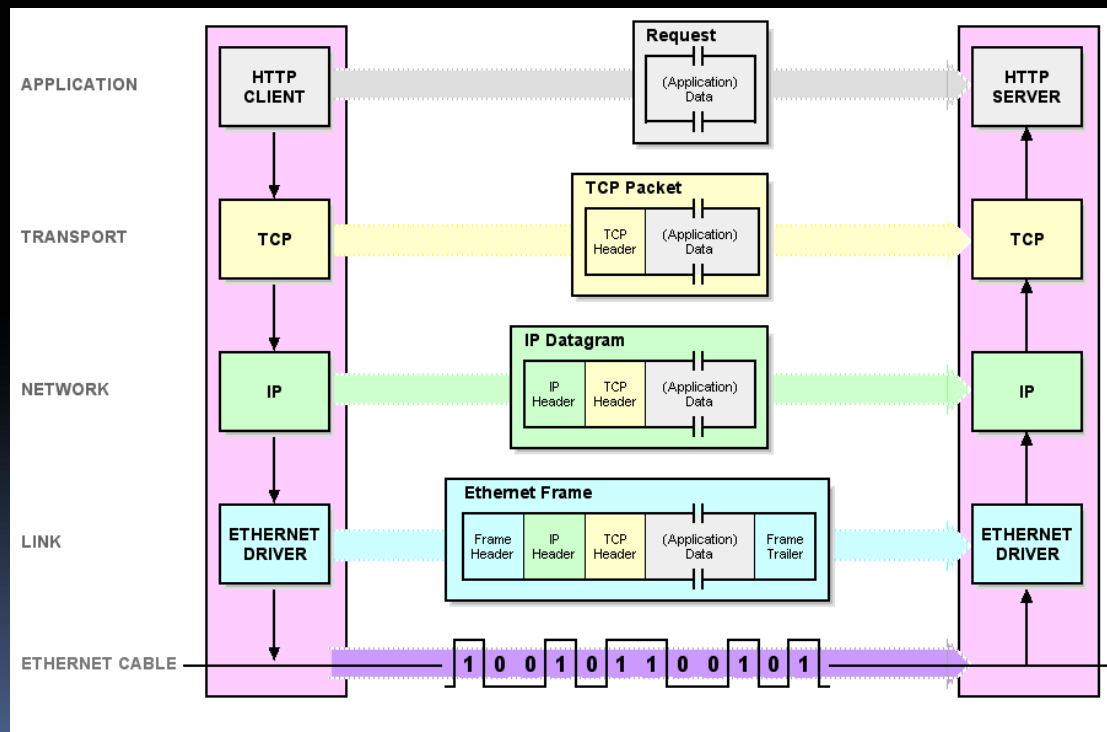 Request
APPLICATION
HTTP
CLIENT
(Application)
Data
HTTP
SERVER
TCP Packet
TRANSPORT
TCP
TCP
Header
(Application)
Data
TCP
IP Datagram
NETWORK
IP
IP
Header
TCP
Header
(Application)
Data
IP
Ethernet Frame
LINK
ETHERNET
DRIVER
Frame
Header
IP
Header
TCP
Header
(Application)
Data
Frame
Trailer
ETHERNET
DRIVER
ETHERNET CABLE
1 0 0 1 0 1 1 0 0 1 0 1